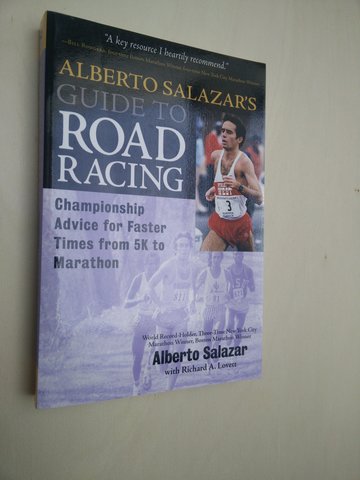 "A key resource I heartily recommend."
ALBERTO SALAZAR'S
GUIDE TO
ROAD
RACING
3
Championship
Advice for Faster
Times from 5K to
Marathon
World Record-Holder, Three-Time New York City
Marathon Winner, Boston Marathon Winner
Alberto Salazar
with Richard A. Lovett